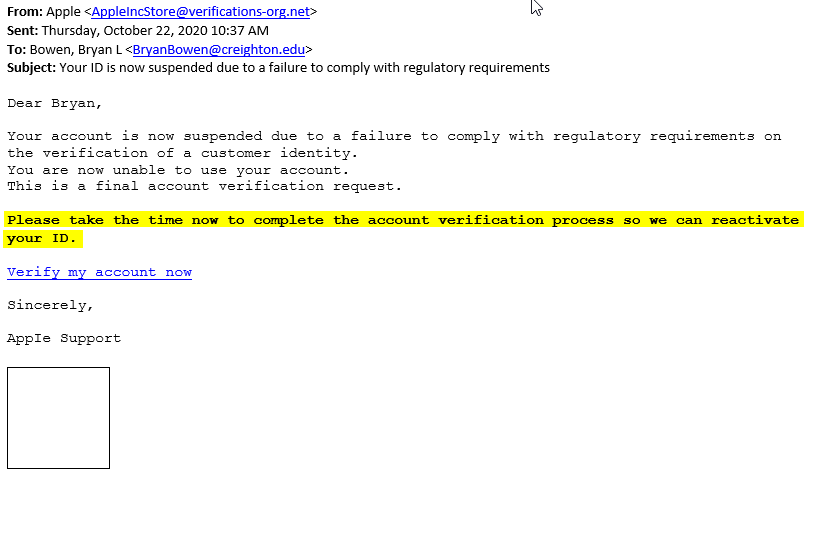 From: Apple <AppleIncStore@verifications-org.net>
Sent: Thursday, October 22, 2020 10:37 AM
To: Bowen, Bryan L <BryanBowen@creighton.edu>
Subject: Your ID is now suspended due to a failure to comply with regulatory requirements
Dear Bryan,
Your account is now suspended due to a failure to comply with regulatory requirements on
the verification of a customer identity.
You are now unable to use your account.
This is a final account verification request.
Please take the time now to complete the account verification process so we can reactivate
your ID.
Verify my account now
Sincerely,
AppIe Support